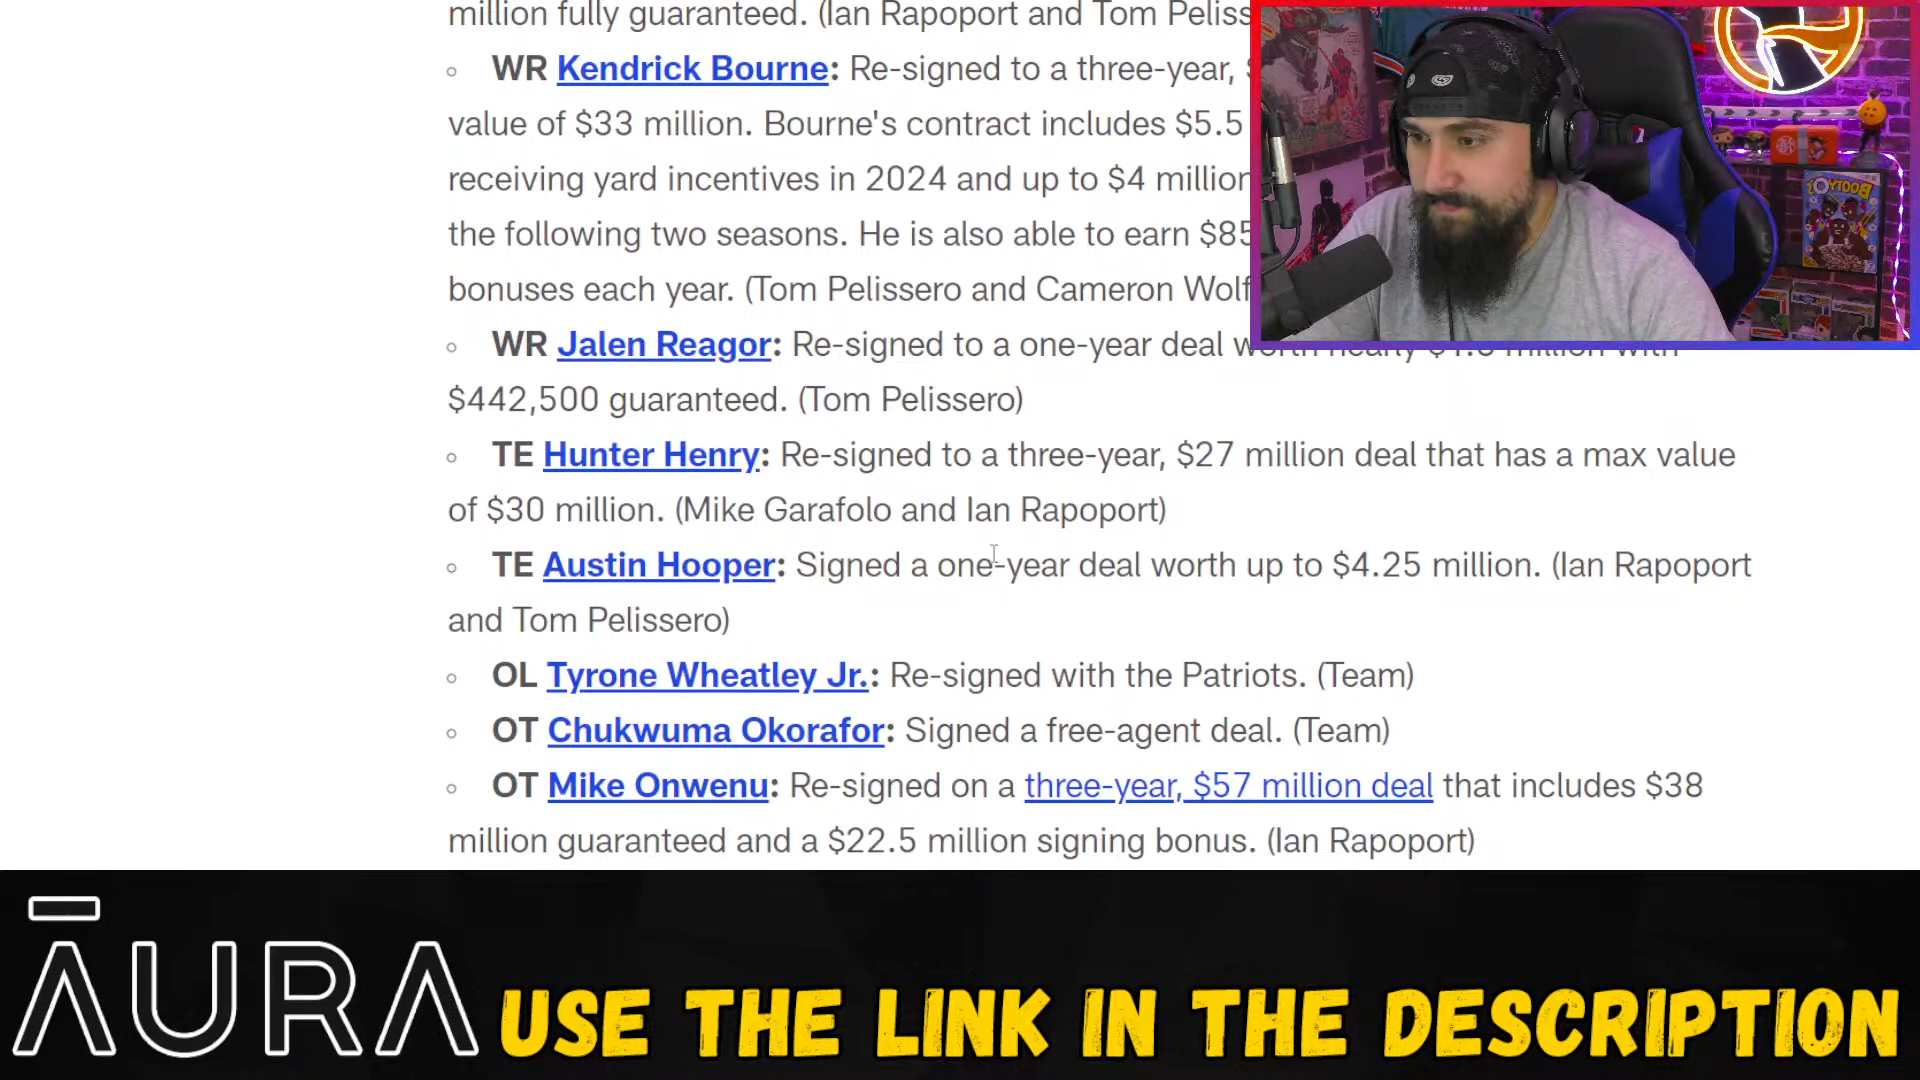 million fully guaranteed. (Ian Rapoport and Tom Peliss
WR Kendrick Bourne: Re-signed to a three-year,
value of $33 million. Bourne's contract includes $5.5
receiving yard incentives in 2024 and up to $4 million
the following two seasons. He is also able to earn $85
bonuses each year. (Tom Pelissero and Cameron Wolf
WR Jalen Reagor: Re-signed to a one-year deal worth nearly
$442,500 guaranteed. (Tom Pelissero)
TE Hunter Henry: Re-signed to a three-year, $27 million deal that has a max value
of $30 million. (Mike Garafolo and Ian Rapoport)
TE Austin Hooper: Signed a one-year deal worth up to $4.25 million. (Ian Rapoport
and Tom Pelissero)
OL Tyrone Wheatley Jr.: Re-signed with the Patriots. (Team)
OT Chukwuma Okorafor: Signed a free-agent deal. (Team)
OT Mike Onwenu: Re-signed on a three-year, $57 million deal that includes $38
million guaranteed and a $22.5 million signing bonus. (Ian Rapoport)
ĀURA USE THE LINK IN THE DESCRIPTION